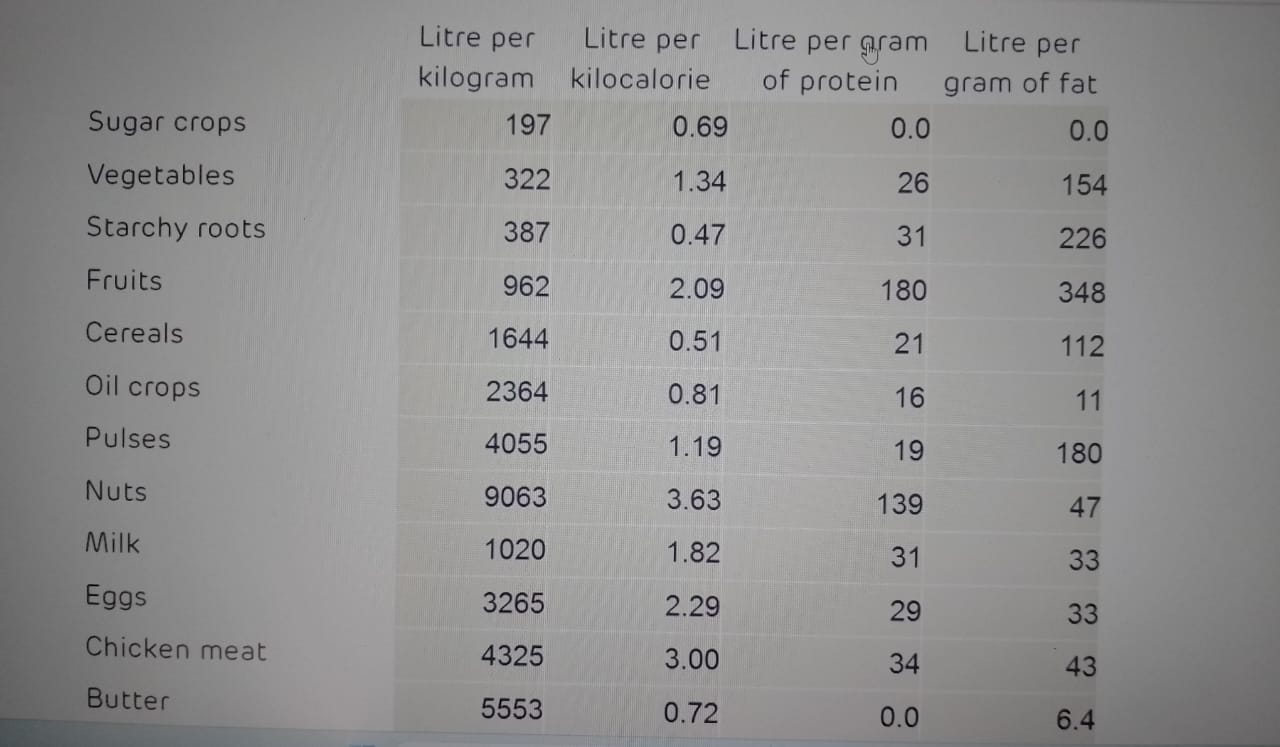 Litre per kilogram Litre per kilocalorie Litre per gram of protein Litre per gram of fat
Sugar crops 197 0.69 0.0 0.0
Vegetables 322 1.34 26 154
Starchy roots 387 0.47 31 226
Fruits 962 2.09 180 348
Cereals 1644 0.51 21 112
Oil crops 2364 0.81 16 11
Pulses 4055 1.19 19 180
Nuts 9063 3.63 139 47
Milk 1020 1.82 31 33
Eggs 3265 2.29 29 33
Chicken meat 4325 3.00 34 43
Butter 5553 0.72 0.0 6.4